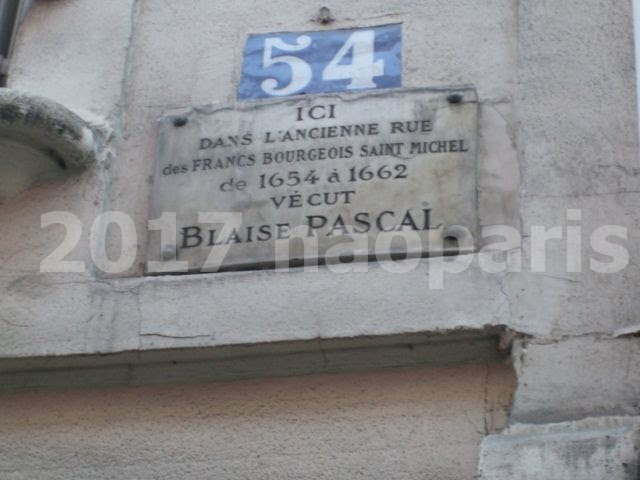 54
ICI
DANS L'ANCIENNE RUE
des FRANCS BOURGEOIS SAINT MICHEL
de 1654 à 1662
VÉCUT
BLAISE PASCAL
2017 naoparis